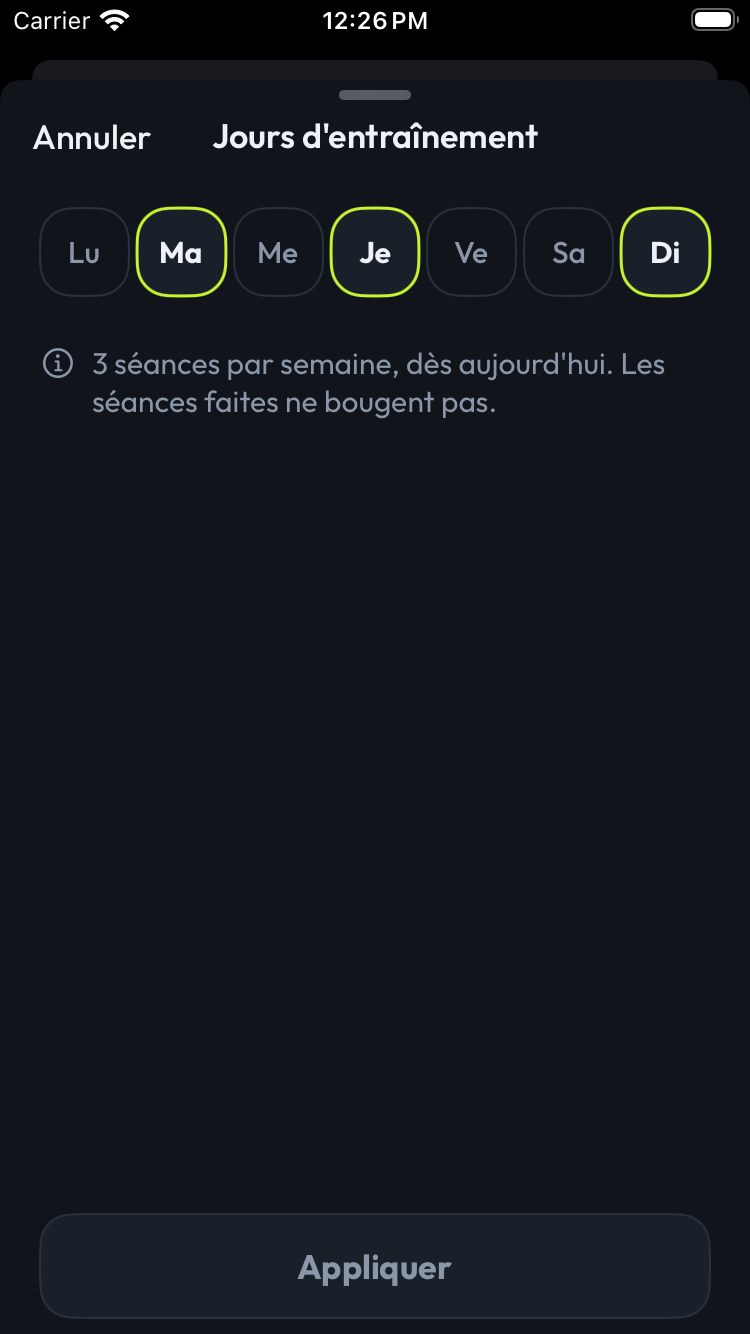 Carrier 12:26 PM
Annuler Jours d'entraînement
Lu Ma Me Je Ve Sa Di
3 séances par semaine, dès aujourd'hui. Les
séances faites ne bougent pas.
Appliquer